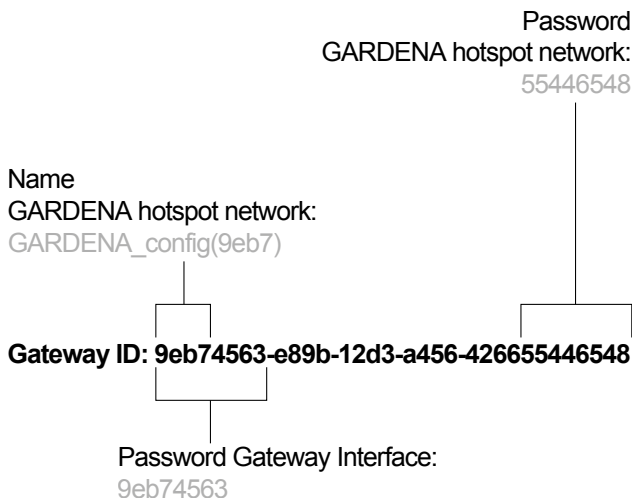 Password
GARDENA hotspot network:
55446548
Name
GARDENA hotspot network:
GARDENA_config(9eb7)
Gateway ID: 9eb74563-e89b-12d3-a456-426655446548
Password Gateway Interface:
9eb74563